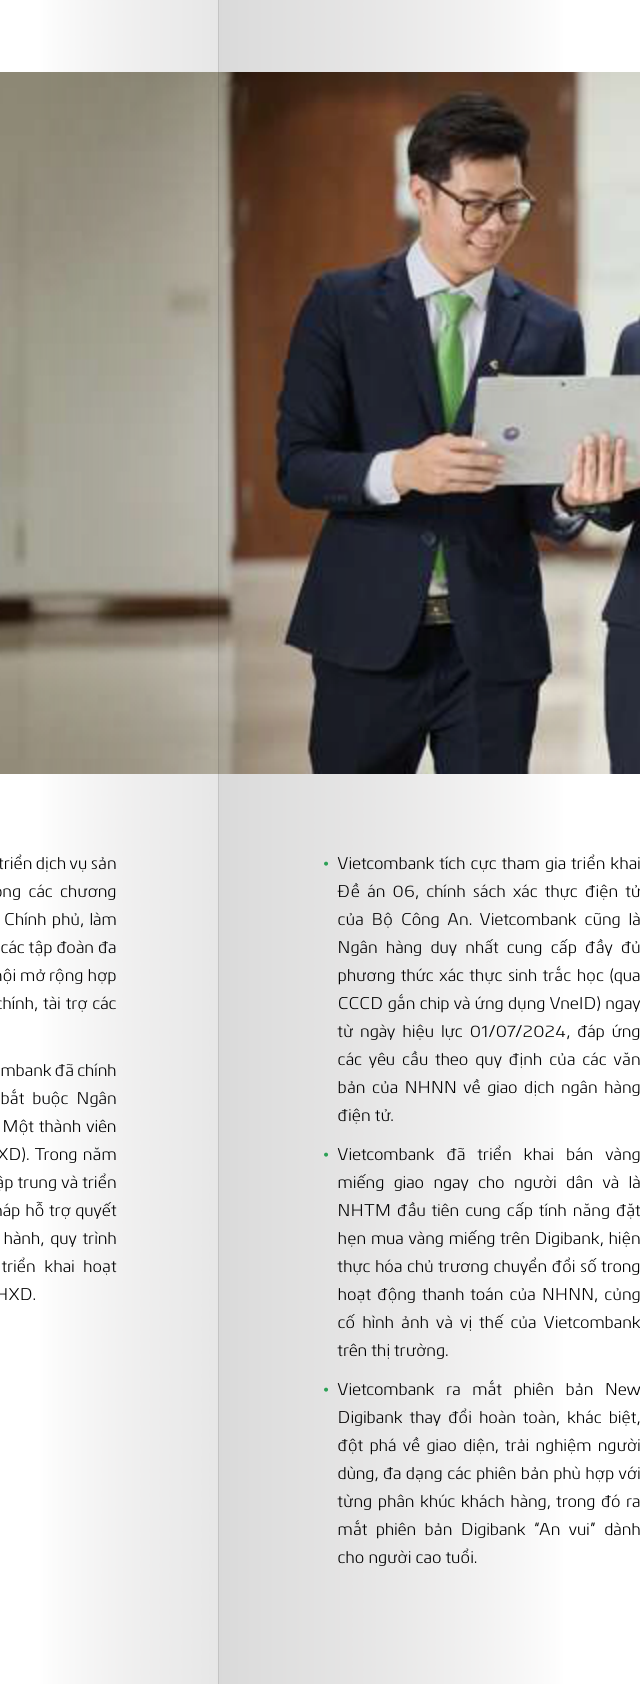 triển dịch vụ sản
các chương
Chính phủ, làm
các tập đoàn đa
mở rộng hợp
chính, tài trợ các
đã chính
bắt buộc Ngân
Một thành viên
Trong năm
trung và triển
hỗ trợ quyết
hành, quy trình
triển khai hoạt
• Vietcombank tích cực tham gia triển khai
Đề án 06, chính sách xác thực điện tử
của Bộ Công An. Vietcombank cũng là
Ngân hàng duy nhất cung cấp đầy đủ
phương thức xác thực sinh trắc học (qua
CCCD gắn chip và ứng dụng VneID) ngay
từ ngày hiệu lực 01/07/2024, đáp ứng
các yêu cầu theo quy định của các văn
bản của NHNN về giao dịch ngân hàng
điện tử.
• Vietcombank đã triển khai bán vàng
miếng giao ngay cho người dân và là
NHTM đầu tiên cung cấp tính năng đặt
hẹn mua vàng miếng trên Digibank, hiện
thực hóa chủ trương chuyển đổi số trong
hoạt động thanh toán của NHNN, củng
cố hình ảnh và vị thế của Vietcombank
trên thị trường.
• Vietcombank ra mắt phiên bản New
Digibank thay đổi hoàn toàn, khác biệt,
đột phá về giao diện, trải nghiệm người
dùng, đa dạng các phiên bản phù hợp với
từng phân khúc khách hàng, trong đó ra
mắt phiên bản Digibank “An vui” dành
cho người cao tuổi.